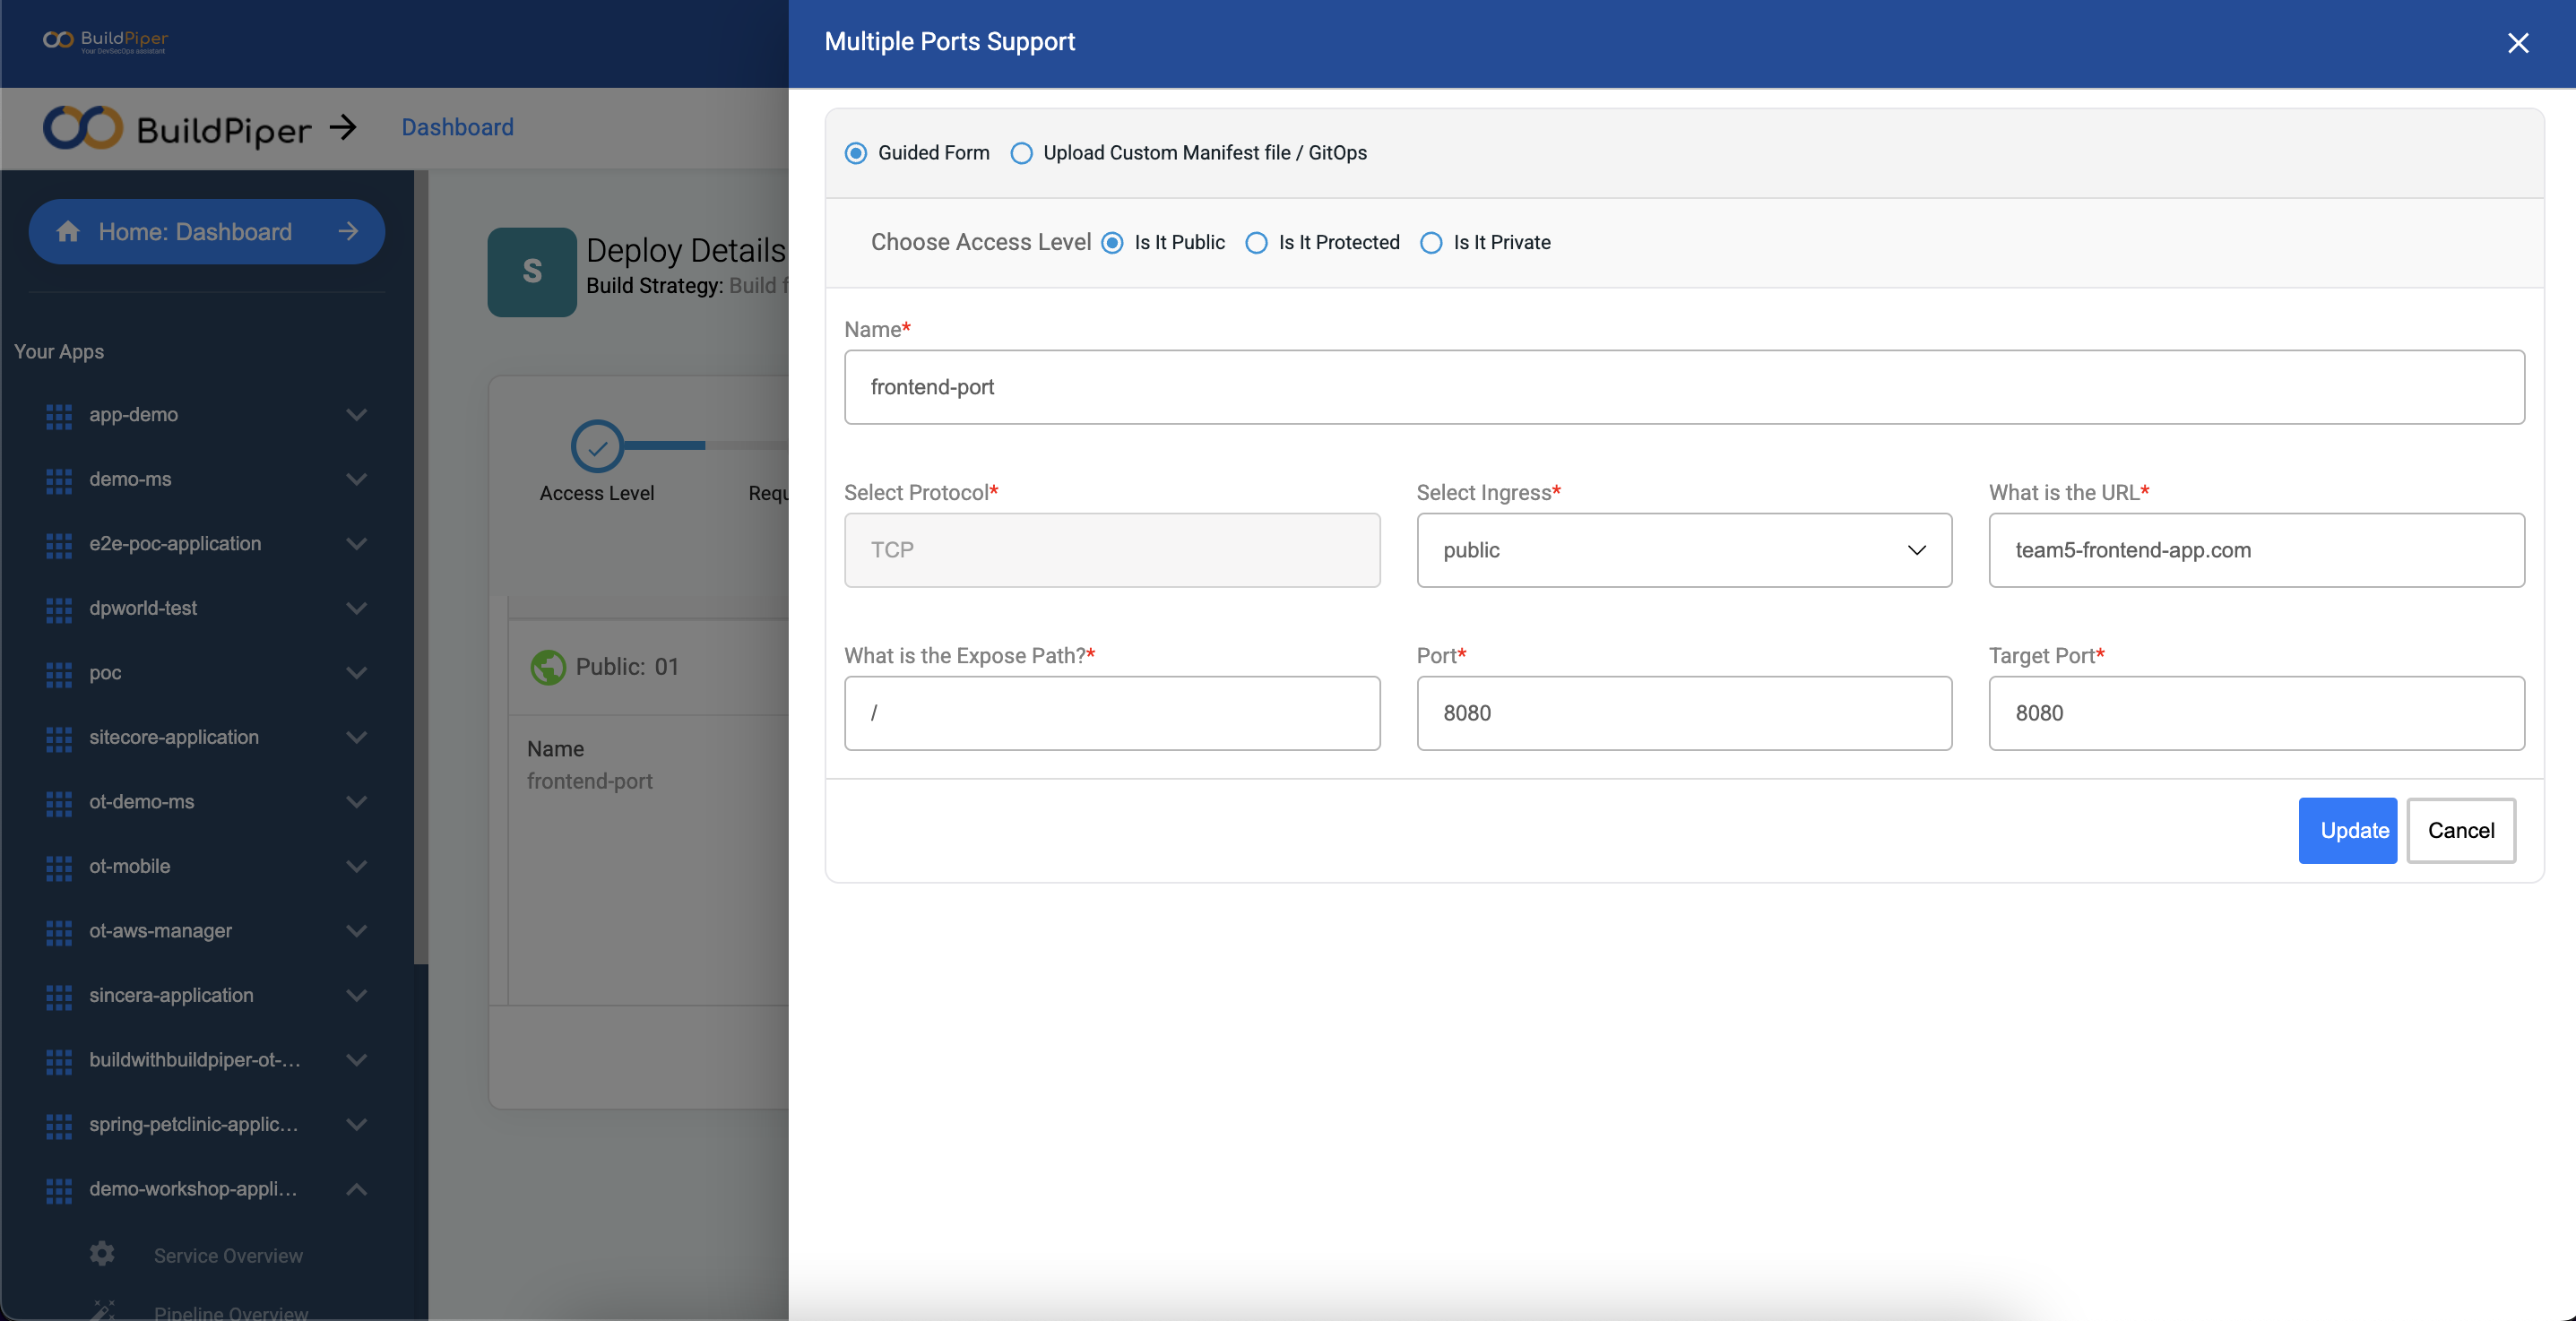 BuildPiper
Your DevSecOps assistant
Multiple Ports Support
BuildPiper
Dashboard
Home: Dashboard
Your Apps
app-demo
demo-ms
e2e-poc-application
dpworld-test
poc
sitecore-application
ot-demo-ms
ot-mobile
ot-aws-manager
sincera-application
buildwithbuildpiper-ot-...
spring-petclinic-applic...
demo-workshop-appli...
Service Overview
Pipeline Overview
S
Deploy Details
Build Strategy: Build f
Access Level
Requ
Public: 01
Name
frontend-port
Guided Form
Upload Custom Manifest file / GitOps
Choose Access Level
Is It Public
Is It Protected
Is It Private
Name*
frontend-port
Select Protocol*
Select Ingress*
What is the URL*
TCP
public
team5-frontend-app.com
What is the Expose Path?*
Port*
Target Port*
/
8080
8080
Update
Cancel